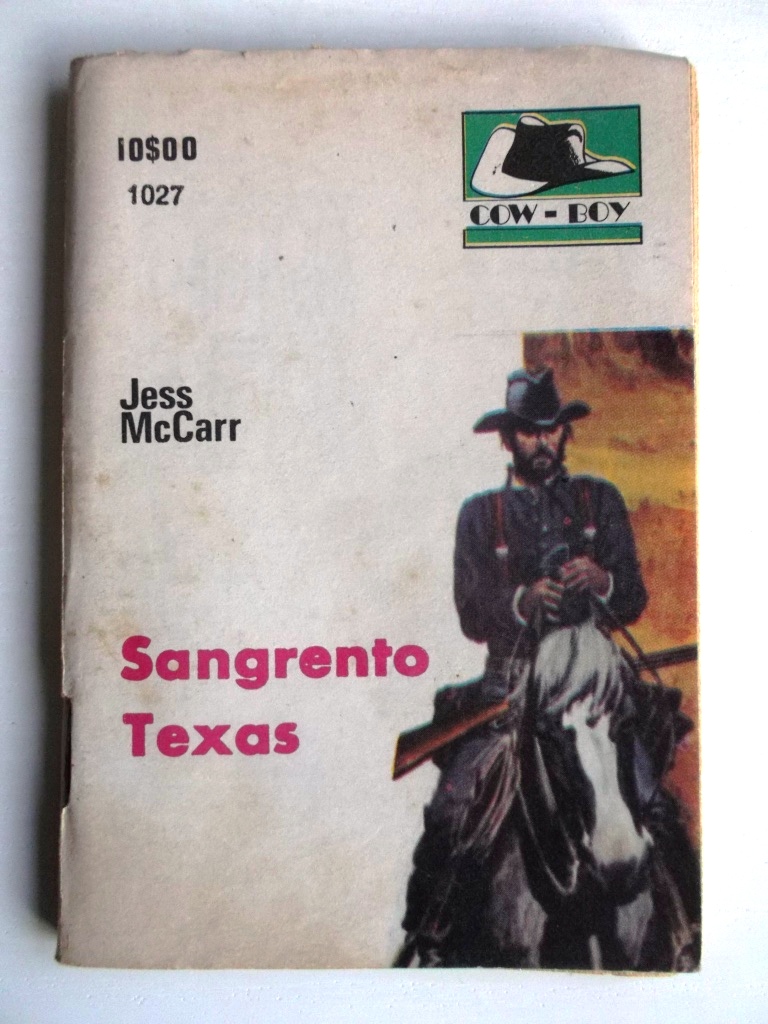 10$00
1027
COW - BOY
Jess
McCarr
Sangrento
Texas